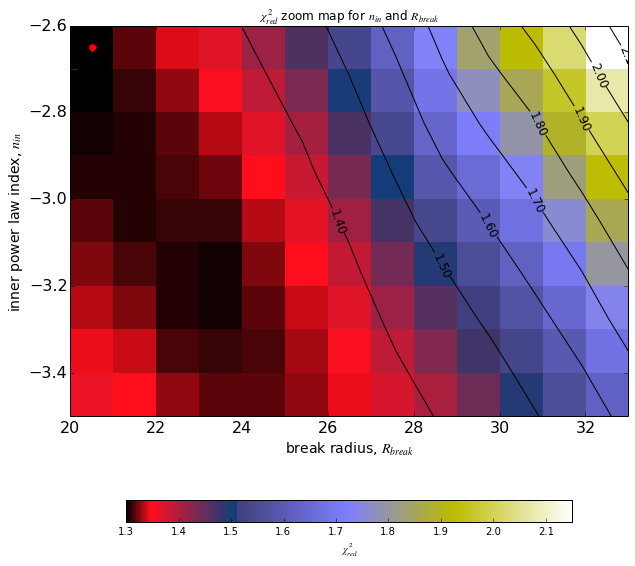 χ²red zoom map for nin and Rbreak
−2.6
−2.8
−3.0
−3.2
−3.4
inner power law index, nin
2.00
1.90
1.80
1.70
1.60
1.50
1.40
20 22 24 26 28 30 32
break radius, Rbreak
1.3 1.4 1.5 1.6 1.7 1.8 1.9 2.0 2.1
χ²red